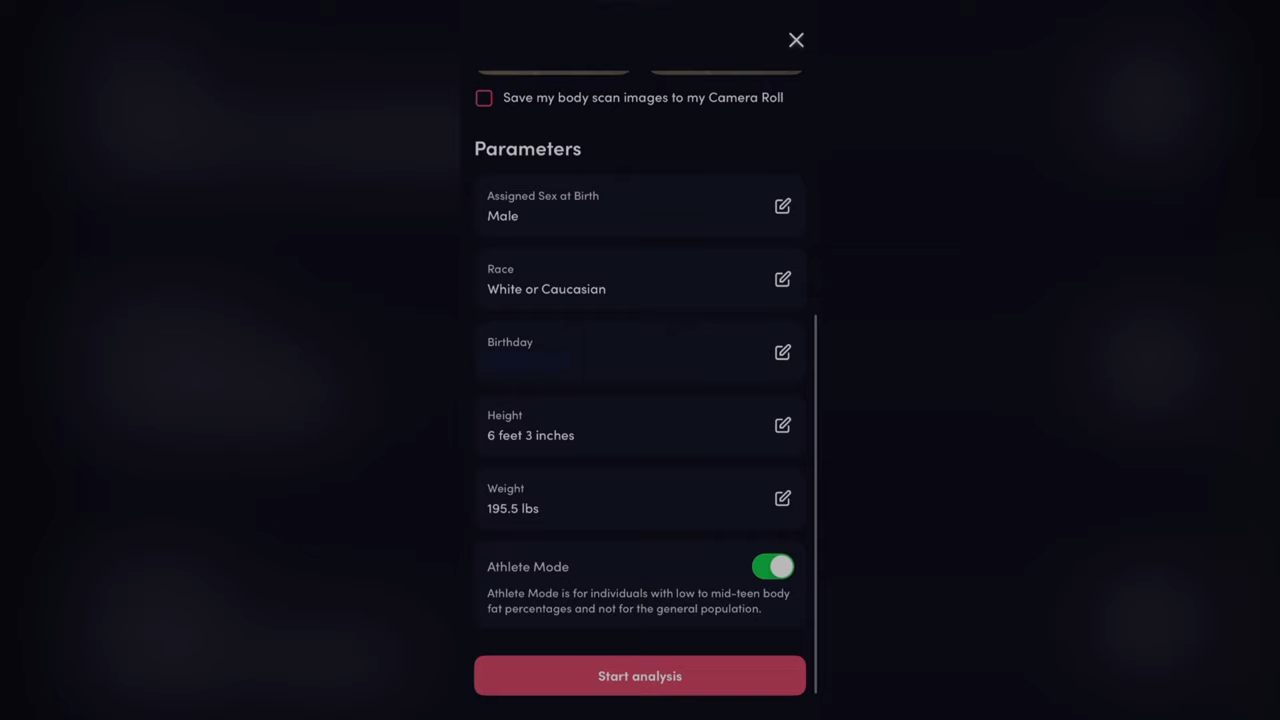 Save my body scan images to my Camera Roll
Parameters
Assigned Sex at Birth
Male
Race
White or Caucasian
Birthday
Height
6 feet 3 inches
Weight
195.5 lbs
Athlete Mode
Athlete Mode is for individuals with low to mid-teen body
fat percentages and not for the general population.
Start analysis